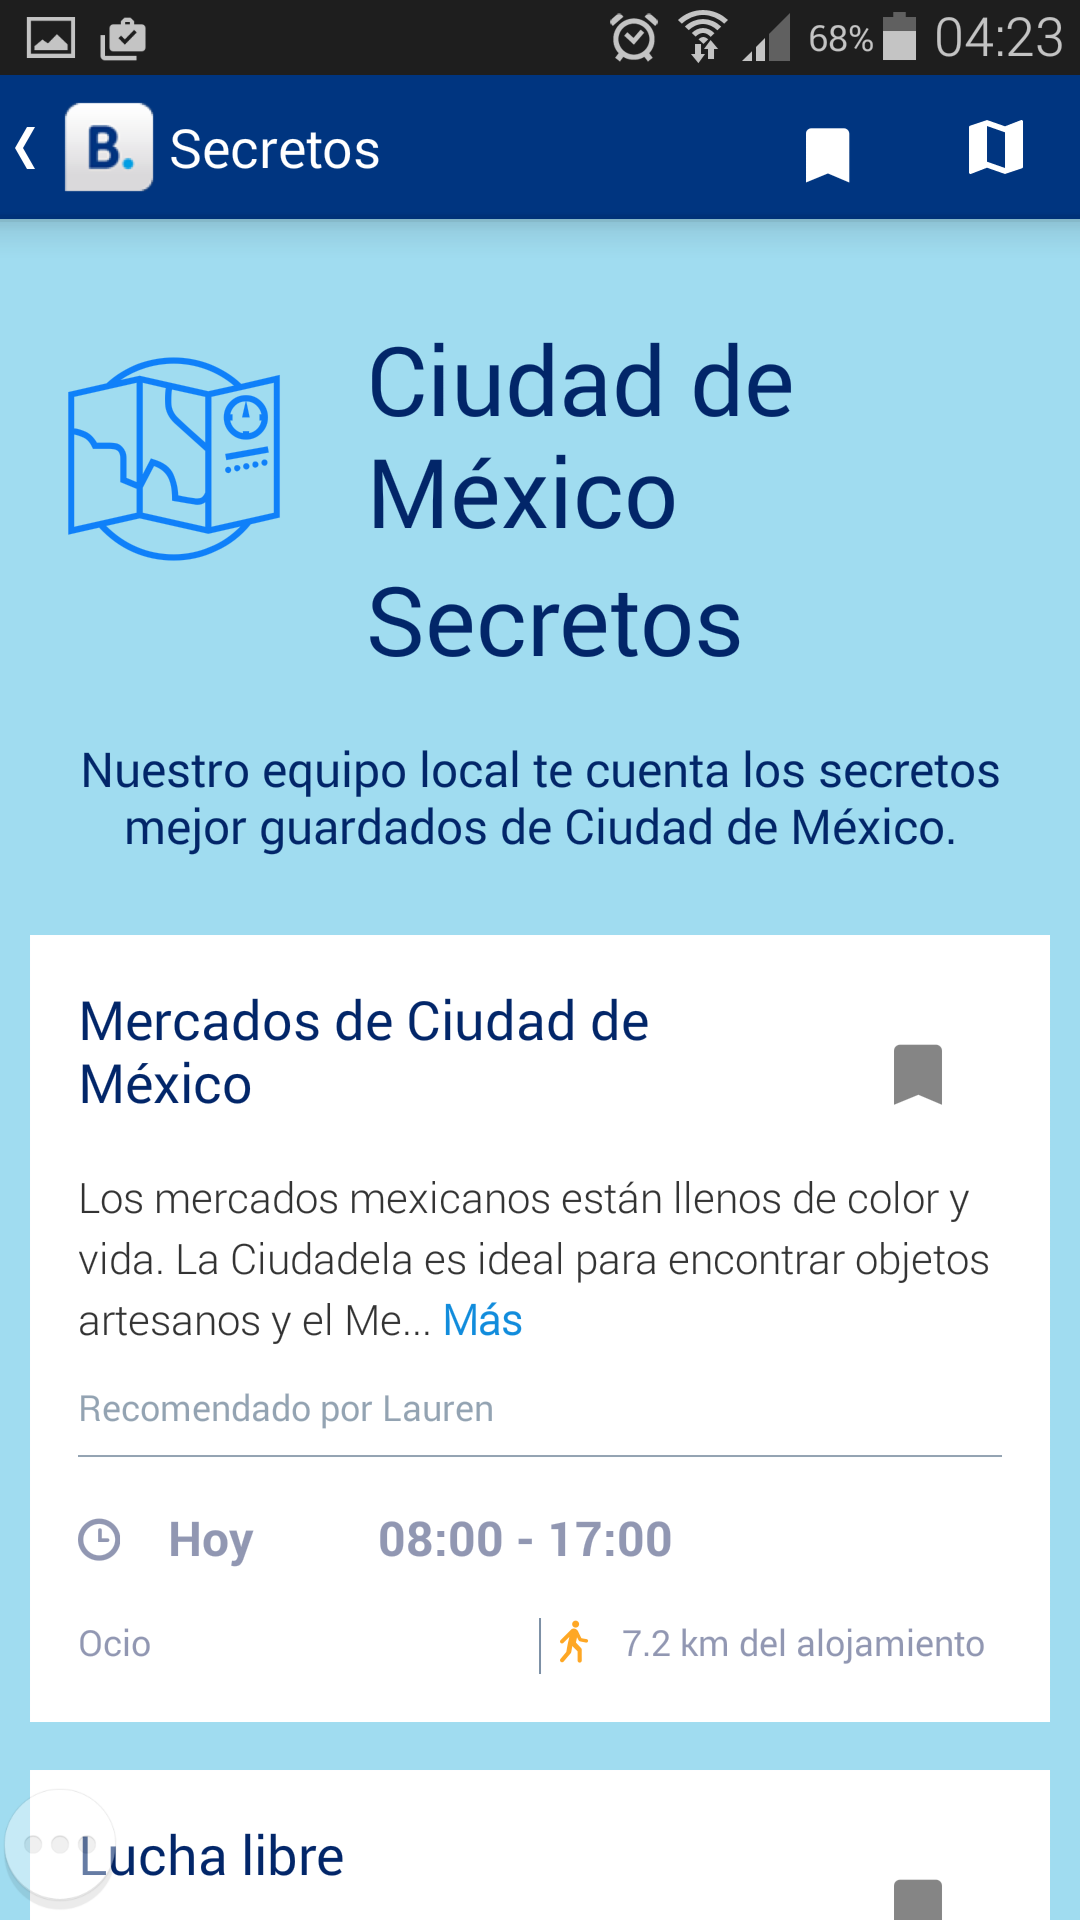 68% 04:23
B. Secretos
Ciudad de
México
Secretos
Nuestro equipo local te cuenta los secretos
mejor guardados de Ciudad de México.
Mercados de Ciudad de
México
Los mercados mexicanos están llenos de color y
vida. La Ciudadela es ideal para encontrar objetos
artesanos y el Me... Más
Recomendado por Lauren
Hoy 08:00 - 17:00
Ocio 7.2 km del alojamiento
Lucha libre